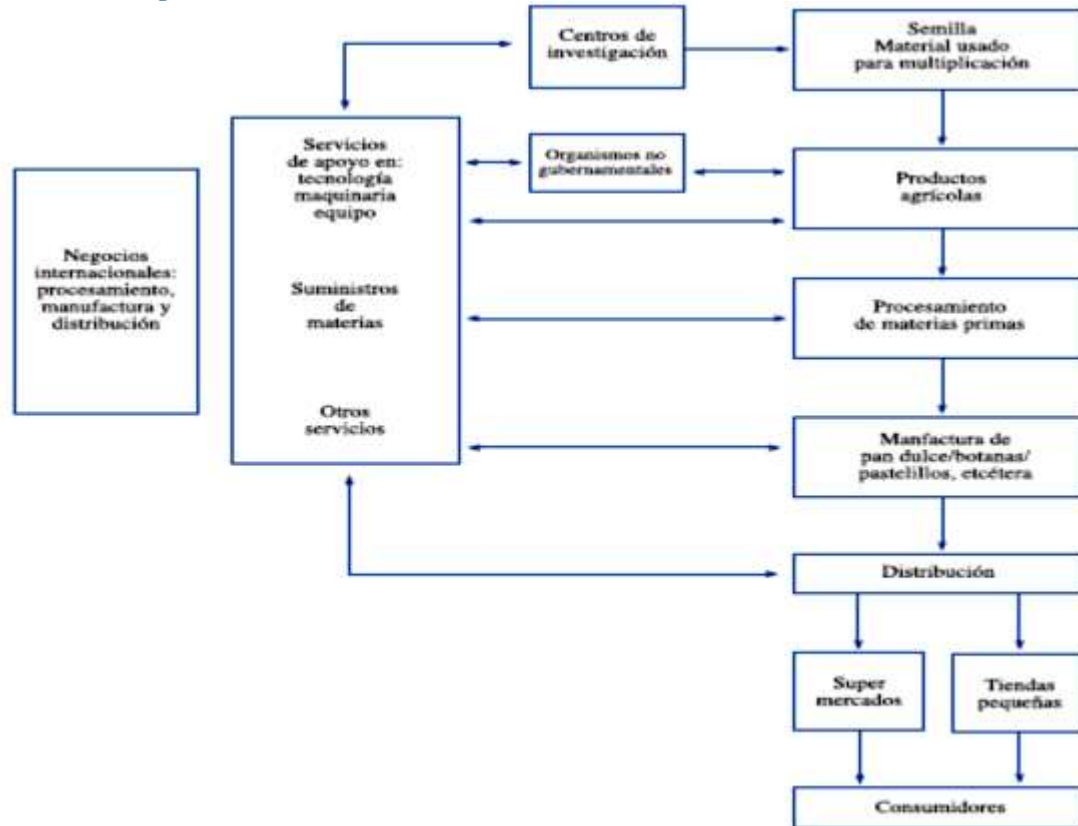 Centros de
investigación
Semilla
Material usado
para multiplicación
Servicios
de apoyo en:
tecnología
maquinaria
equipo
Suministros
de
materias
Otros
servicios
Organismos no
gubernamentales
Productos
agrícolas
Negocios
internacionales:
procesamiento,
manufactura y
distribución
Procesamiento
de materias primas
Manfactura de
pan dulce/botanas/
pastelillos, etcétera
Distribución
Super
mercados
Tiendas
pequeñas
Consumidores